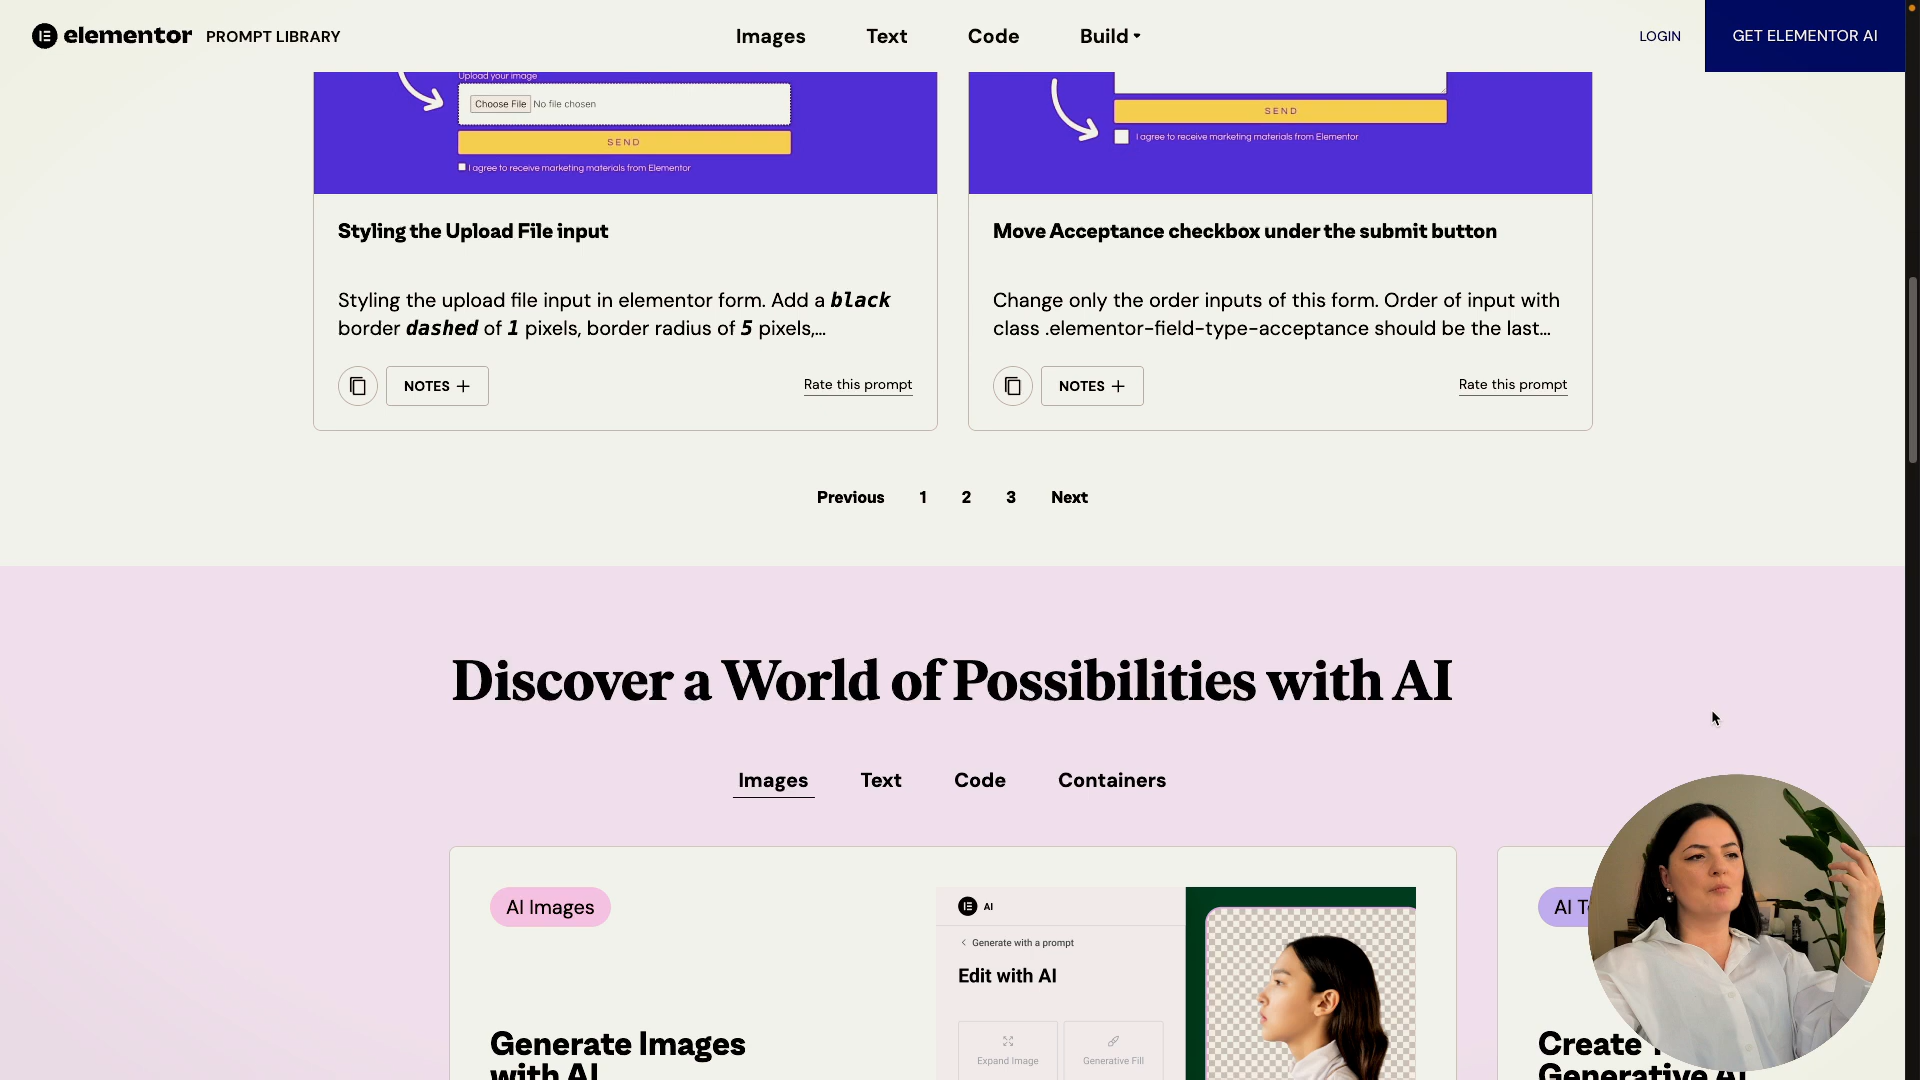 elementor PROMPT LIBRARY
Images Text Code Build
LOGIN
GET ELEMENTOR AI
Upload your image
Choose File No file chosen
SEND
I agree to receive marketing materials from Elementor
SEND
I agree to receive marketing materials from Elementor
Styling the Upload File input
Styling the upload file input in elementor form. Add a black
border dashed of 1 pixels, border radius of 5 pixels,...
NOTES
Rate this prompt
Move Acceptance checkbox under the submit button
Change only the order inputs of this form. Order of input with
class .elementor-field-type-acceptance should be the last...
NOTES
Rate this prompt
Previous 1 2 3 Next
Discover a World of Possibilities with AI
Images Text Code Containers
AI Images
Generate Images
with AI
AI
Generate with a prompt
Edit with AI
Expand Image
Generative Fill
AI
Create
Generative AI